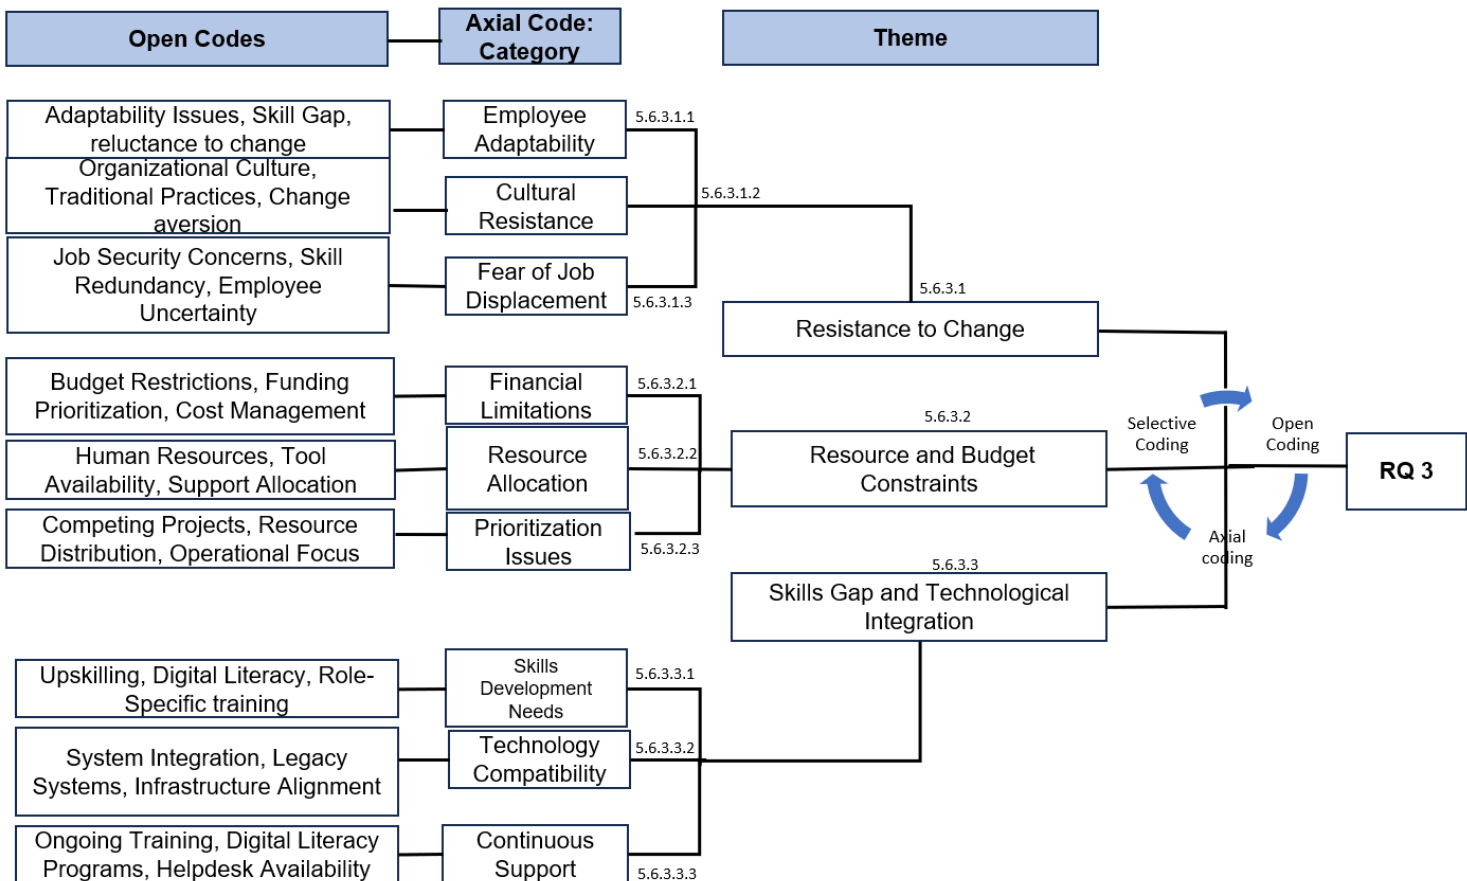 Open Codes
Axial Code:
Category
Theme
Adaptability Issues, Skill Gap,
reluctance to change
Employee
Adaptability
5.6.3.1.1
Organizational Culture,
Traditional Practices, Change
aversion
Cultural
Resistance
5.6.3.1.2
Job Security Concerns, Skill
Redundancy, Employee
Uncertainty
Fear of Job
Displacement
5.6.3.1.3
5.6.3.1
Resistance to Change
Budget Restrictions, Funding
Prioritization, Cost Management
Financial
Limitations
5.6.3.2.1
Human Resources, Tool
Availability, Support Allocation
Resource
Allocation
5.6.3.2.2
Competing Projects, Resource
Distribution, Operational Focus
Prioritization
Issues
5.6.3.2.3
5.6.3.2
Resource and Budget
Constraints
Selective
Coding
Open
Coding
Axial
coding
RQ 3
5.6.3.3
Skills Gap and Technological
Integration
Upskilling, Digital Literacy, Role-
Specific training
Skills
Development
Needs
5.6.3.3.1
System Integration, Legacy
Systems, Infrastructure Alignment
Technology
Compatibility
5.6.3.3.2
Ongoing Training, Digital Literacy
Programs, Helpdesk Availability
Continuous
Support
5.6.3.3.3